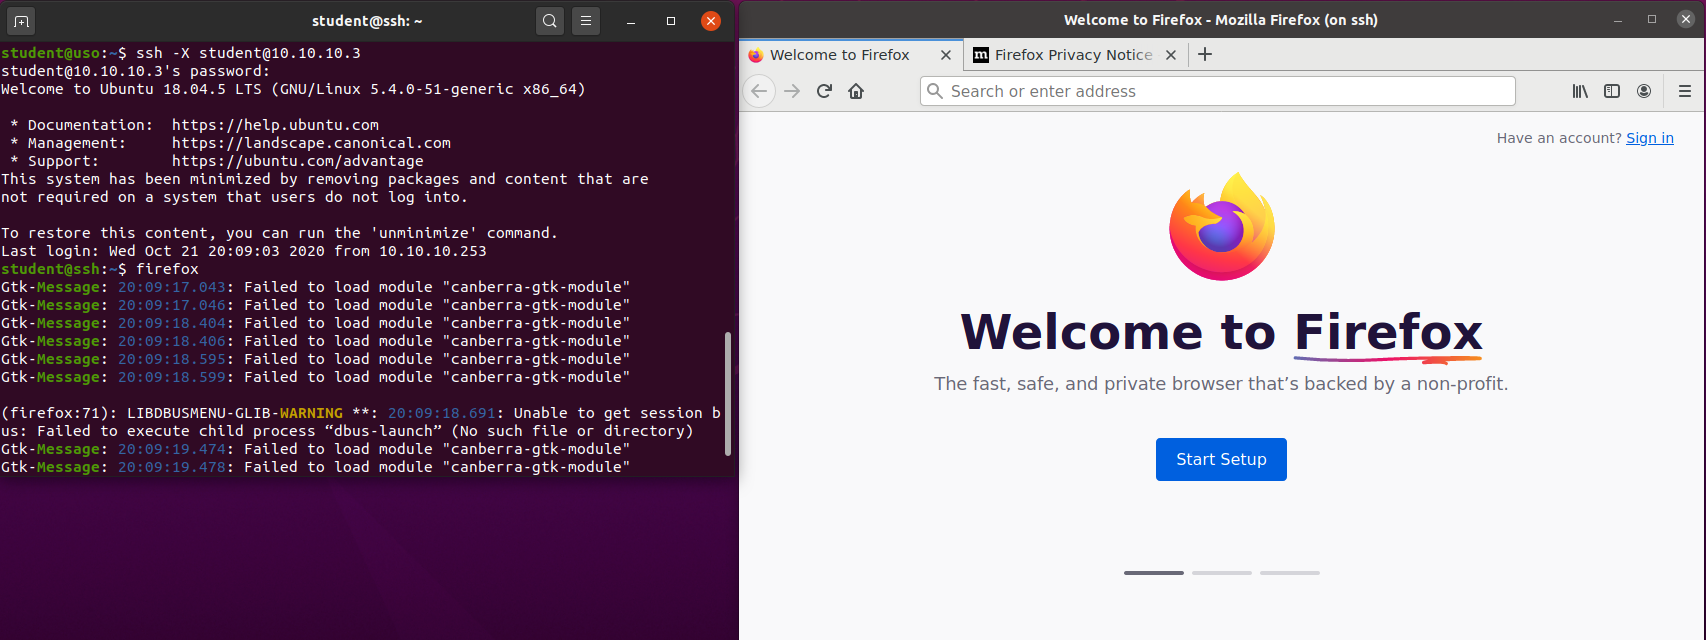 student@ssh: ~
student@uso:~$ ssh -X student@10.10.10.3
student@10.10.10.3's password:
Welcome to Ubuntu 18.04.5 LTS (GNU/Linux 5.4.0-51-generic x86_64)
* Documentation:  https://help.ubuntu.com
* Management:     https://landscape.canonical.com
* Support:        https://ubuntu.com/advantage
This system has been minimized by removing packages and content that are
not required on a system that users do not log into.
To restore this content, you can run the 'unminimize' command.
Last login: Wed Oct 21 20:09:03 2020 from 10.10.10.253
student@ssh:~$ firefox
Gtk-Message: 20:09:17.043: Failed to load module "canberra-gtk-module"
Gtk-Message: 20:09:17.046: Failed to load module "canberra-gtk-module"
Gtk-Message: 20:09:18.404: Failed to load module "canberra-gtk-module"
Gtk-Message: 20:09:18.406: Failed to load module "canberra-gtk-module"
Gtk-Message: 20:09:18.595: Failed to load module "canberra-gtk-module"
Gtk-Message: 20:09:18.599: Failed to load module "canberra-gtk-module"
(firefox:71): LIBDBUSMENU-GLIB-WARNING **: 20:09:18.691: Unable to get session b
us: Failed to execute child process “dbus-launch” (No such file or directory)
Gtk-Message: 20:09:19.474: Failed to load module "canberra-gtk-module"
Gtk-Message: 20:09:19.478: Failed to load module "canberra-gtk-module"
Welcome to Firefox - Mozilla Firefox (on ssh)
Welcome to Firefox
m Firefox Privacy Notice
Search or enter address
Have an account? Sign in
Welcome to Firefox
The fast, safe, and private browser that’s backed by a non-profit.
Start Setup